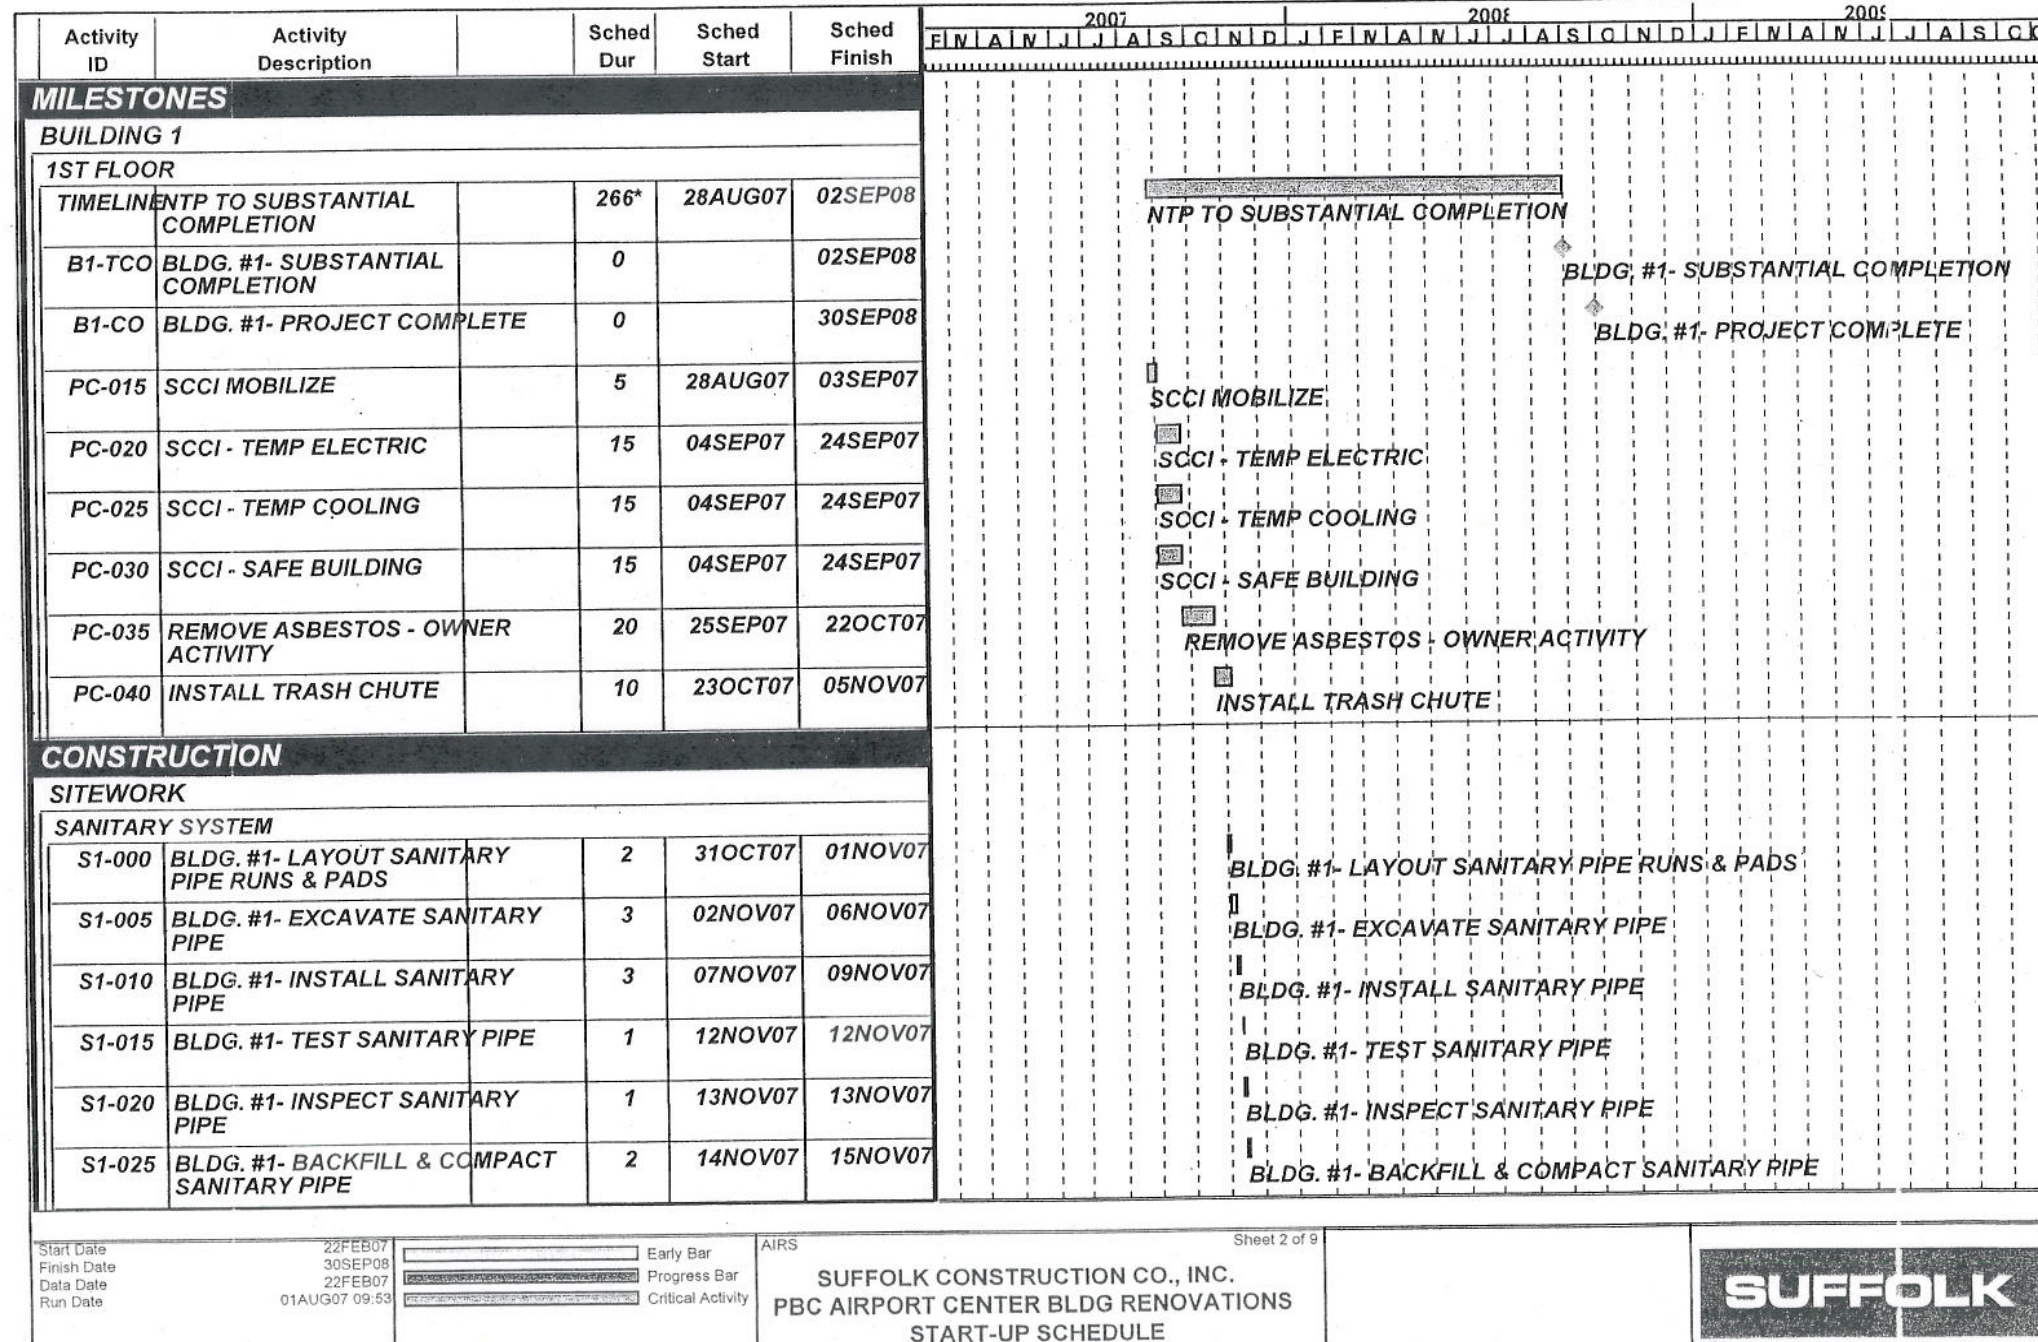 Activity ID Activity Description Sched Dur Sched Start Sched Finish
2007 2008
F M A M J J A S O N D J F M A M J J A S O N D J F M A M J J A S O
MILESTONES
BUILDING 1
1ST FLOOR
TIMELINE NTP TO SUBSTANTIAL COMPLETION 266* 28AUG07 02SEP08
NTP TO SUBSTANTIAL COMPLETION
B1-TCO BLDG. #1- SUBSTANTIAL COMPLETION 0 02SEP08
BLDG. #1- SUBSTANTIAL COMPLETION
B1-CO BLDG. #1- PROJECT COMPLETE 0 30SEP08
BLDG. #1- PROJECT COMPLETE
PC-015 SCCI MOBILIZE 5 28AUG07 03SEP07
SCCI MOBILIZE
PC-020 SCCI - TEMP ELECTRIC 15 04SEP07 24SEP07
SCCI - TEMP ELECTRIC
PC-025 SCCI - TEMP COOLING 15 04SEP07 24SEP07
SCCI - TEMP COOLING
PC-030 SCCI - SAFE BUILDING 15 04SEP07 24SEP07
SCCI - SAFE BUILDING
PC-035 REMOVE ASBESTOS - OWNER ACTIVITY 20 25SEP07 22OCT07
REMOVE ASBESTOS - OWNER ACTIVITY
PC-040 INSTALL TRASH CHUTE 10 23OCT07 05NOV07
INSTALL TRASH CHUTE
CONSTRUCTION
SITEWORK
SANITARY SYSTEM
S1-000 BLDG. #1- LAYOUT SANITARY PIPE RUNS & PADS 2 31OCT07 01NOV07
BLDG. #1- LAYOUT SANITARY PIPE RUNS & PADS
S1-005 BLDG. #1- EXCAVATE SANITARY PIPE 3 02NOV07 06NOV07
BLDG. #1- EXCAVATE SANITARY PIPE
S1-010 BLDG. #1- INSTALL SANITARY PIPE 3 07NOV07 09NOV07
BLDG. #1- INSTALL SANITARY PIPE
S1-015 BLDG. #1- TEST SANITARY PIPE 1 12NOV07 12NOV07
BLDG. #1- TEST SANITARY PIPE
S1-020 BLDG. #1- INSPECT SANITARY PIPE 1 13NOV07 13NOV07
BLDG. #1- INSPECT SANITARY PIPE
S1-025 BLDG. #1- BACKFILL & COMPACT SANITARY PIPE 2 14NOV07 15NOV07
BLDG. #1- BACKFILL & COMPACT SANITARY PIPE
Start Date 22FEB07
Finish Date 30SEP08
Data Date 22FEB07
Run Date 01AUG07 09:53
Early Bar
Progress Bar
Critical Activity
AIRS
Sheet 2 of 9
SUFFOLK CONSTRUCTION CO., INC.
PBC AIRPORT CENTER BLDG RENOVATIONS
START-UP SCHEDULE
SUFFOLK